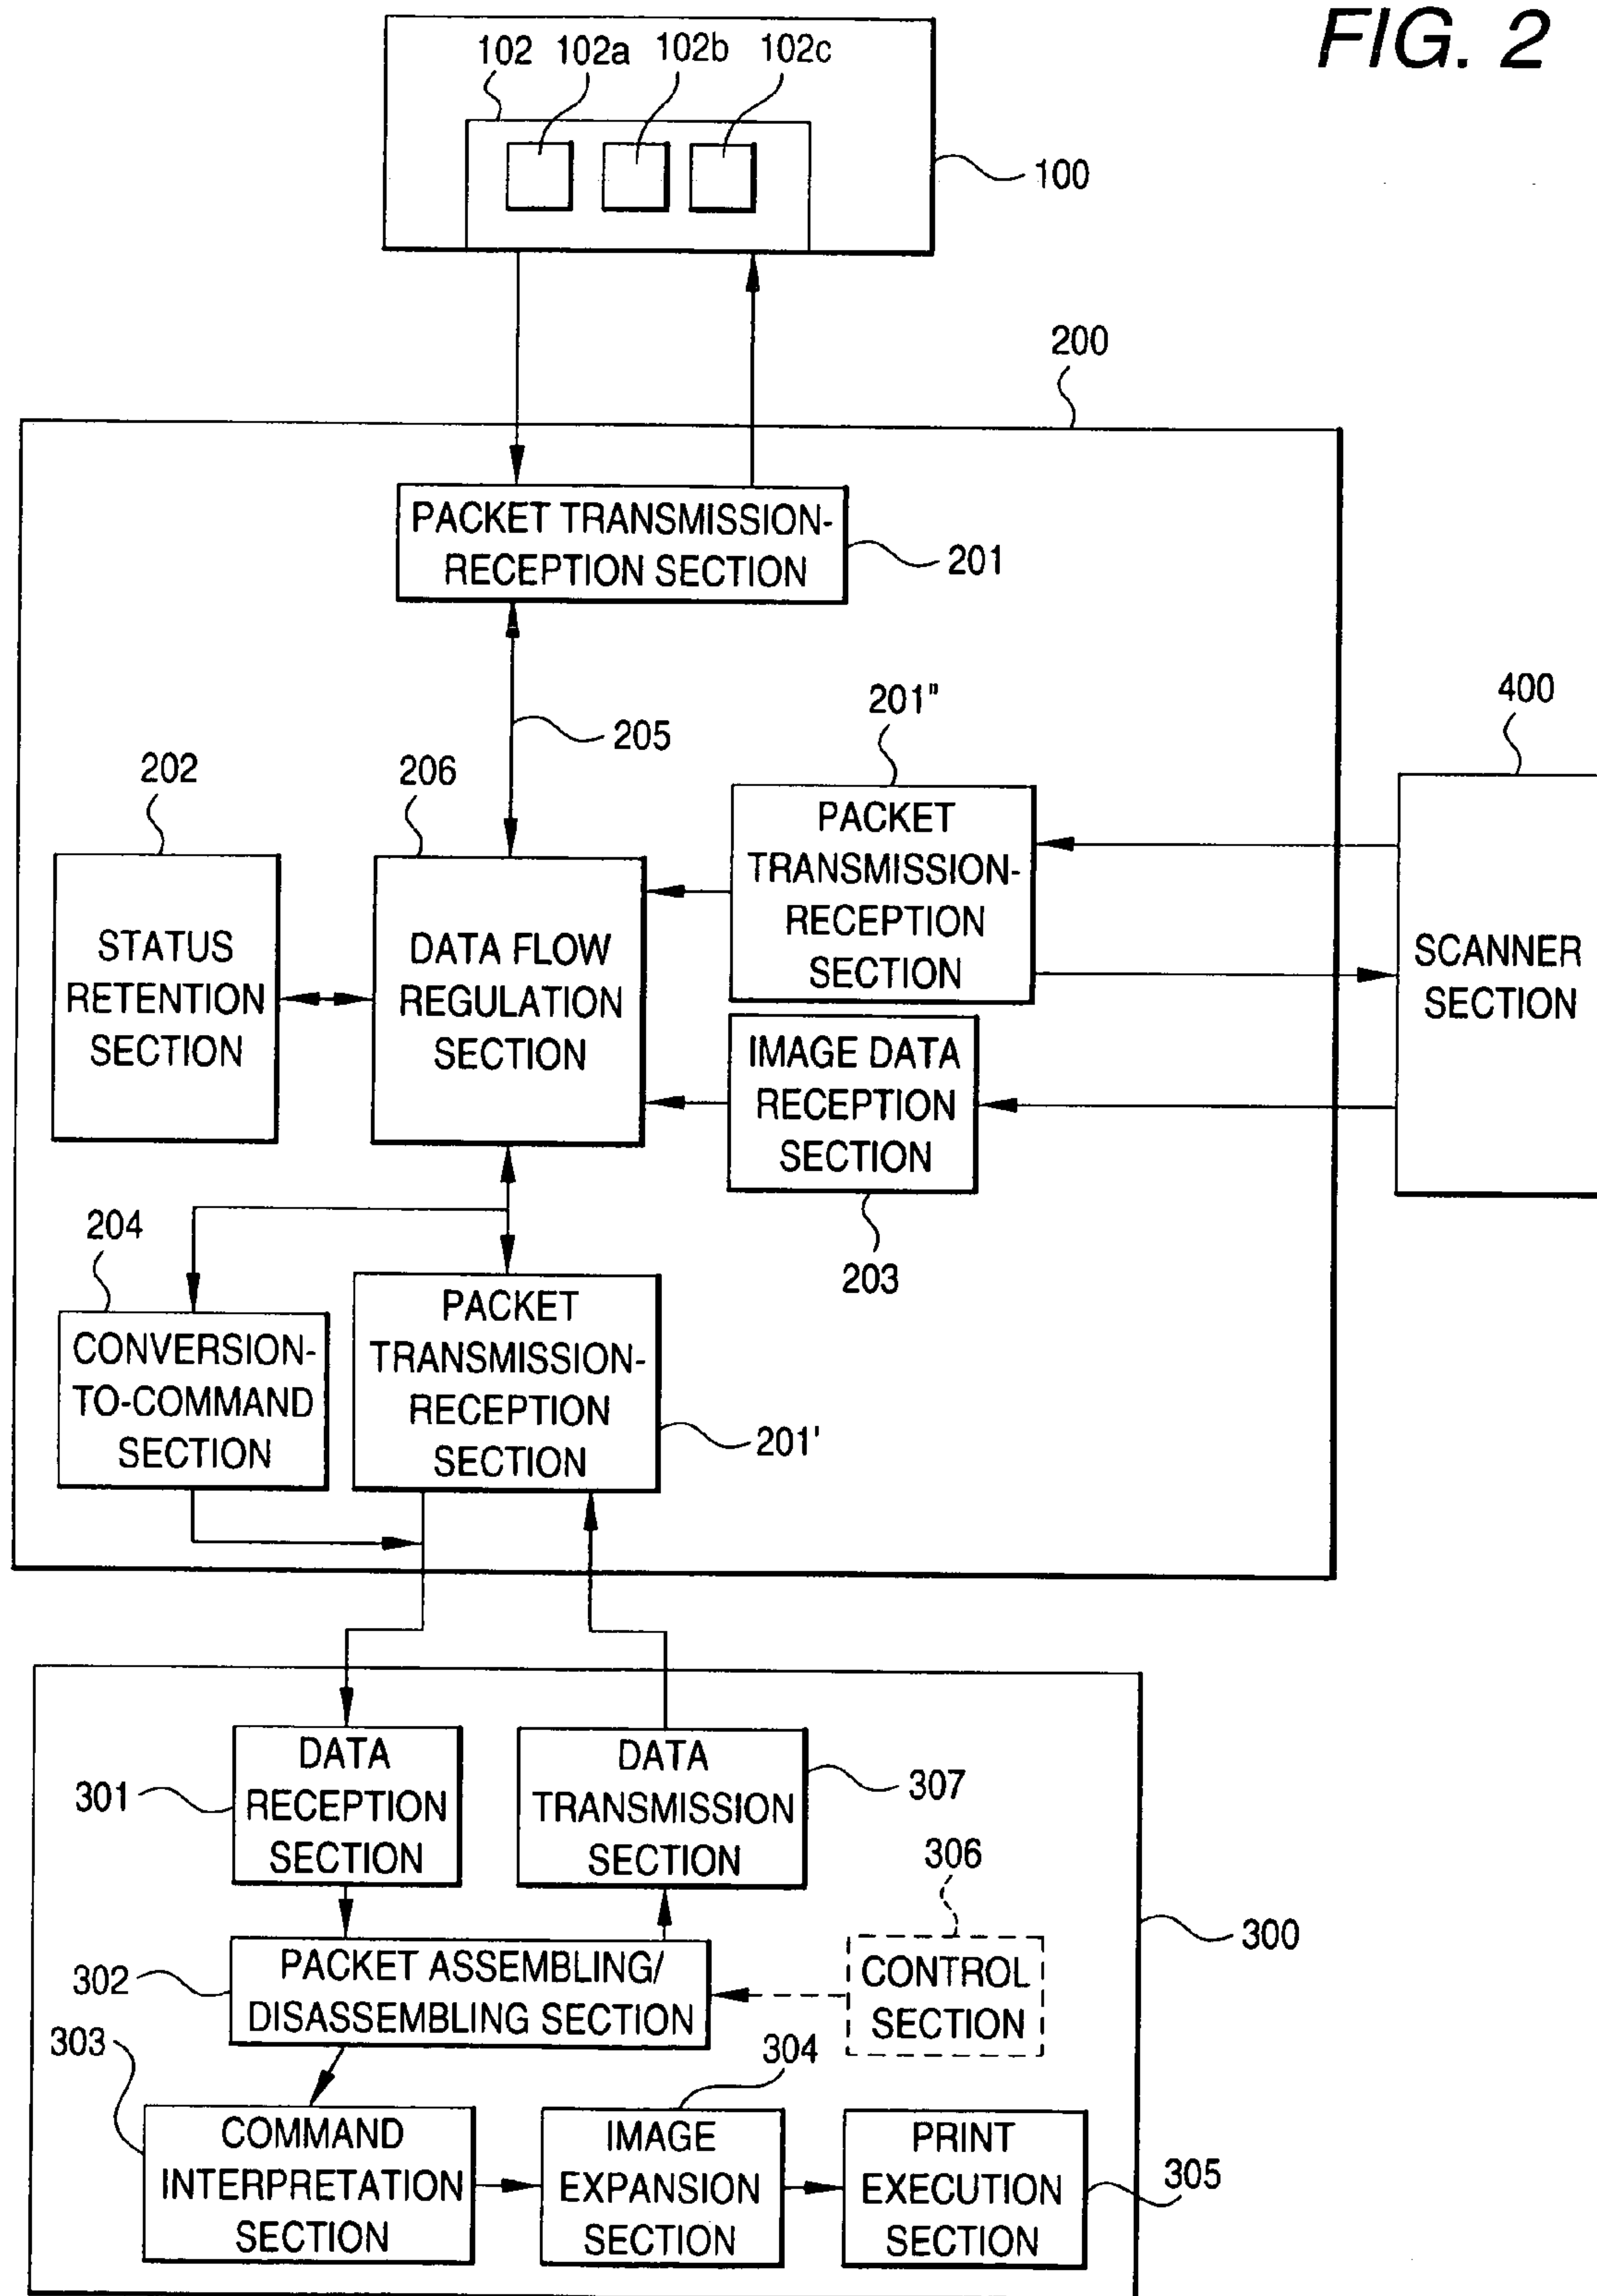 FIG. 2
102 102a 102b 102c
100
200
PACKET TRANSMISSION-
RECEPTION SECTION
201
205
201"
400
202
206
PACKET
TRANSMISSION-
RECEPTION
SECTION
STATUS
RETENTION
SECTION
DATA FLOW
REGULATION
SECTION
SCANNER
SECTION
IMAGE DATA
RECEPTION
SECTION
203
204
CONVERSION-
TO-COMMAND
SECTION
PACKET
TRANSMISSION-
RECEPTION
SECTION
201'
301
DATA
RECEPTION
SECTION
DATA
TRANSMISSION
SECTION
307
306
300
302
PACKET ASSEMBLING/
DISASSEMBLING SECTION
CONTROL
SECTION
303
304
COMMAND
INTERPRETATION
SECTION
IMAGE
EXPANSION
SECTION
PRINT
EXECUTION
SECTION
305